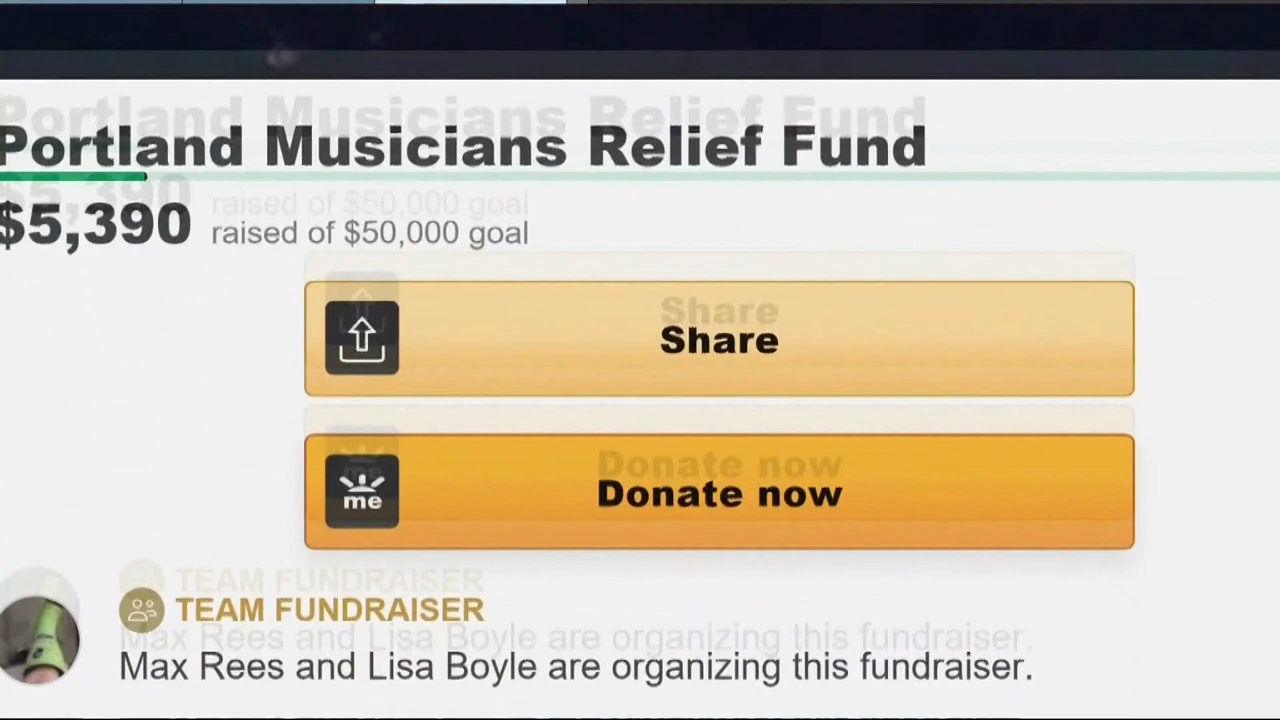 Portland Musicians Relief Fund
$5,390 raised of $50,000 goal
Share
me
Donate now
TEAM FUNDRAISER
Max Rees and Lisa Boyle are organizing this fundraiser.